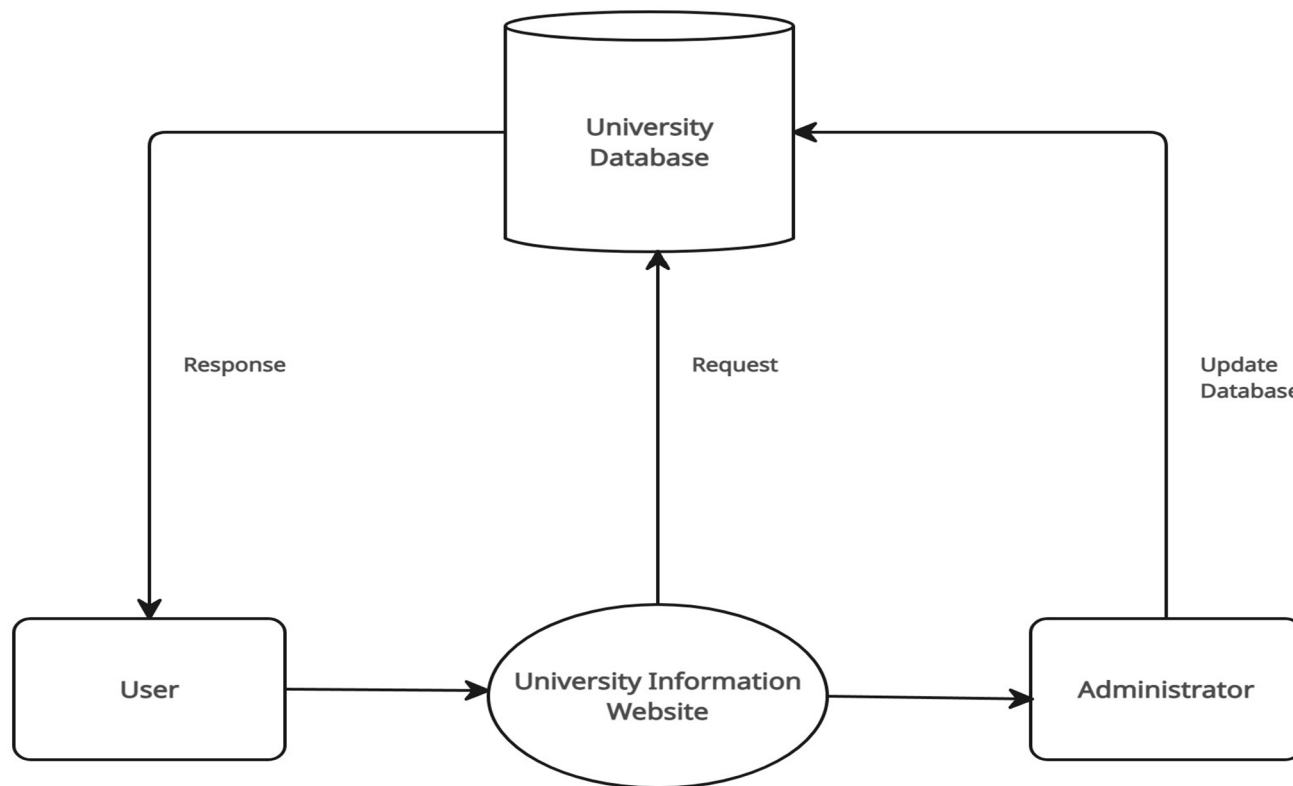 University
Database
Response
Request
Update
Database
User
University Information
Website
Administrator